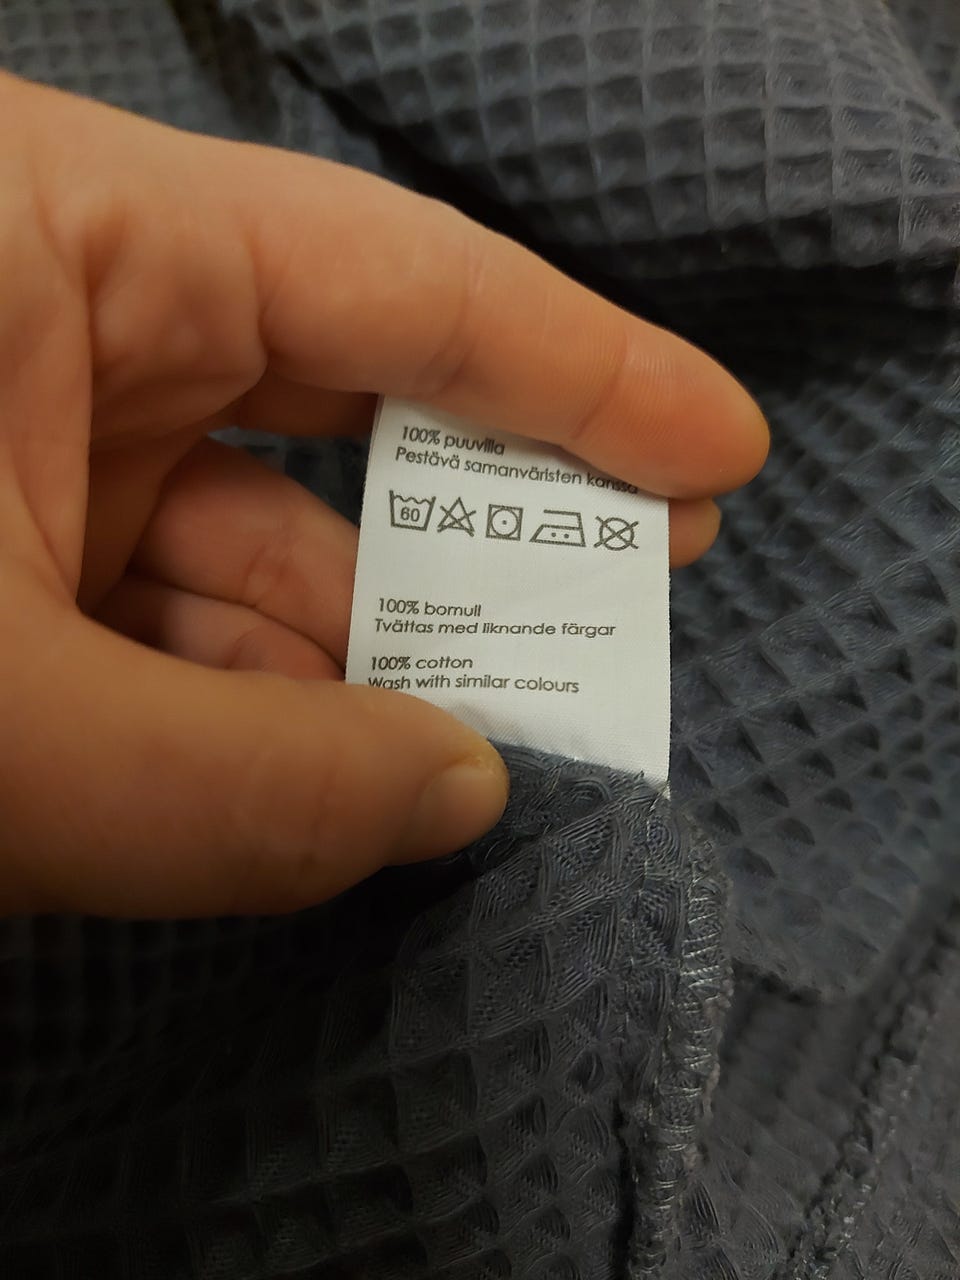 100% puuvilla
Pestävä samanväristen kanssa
60
100% bomull
Tvättas med liknande färgar
100% cotton
Wash with similar colours